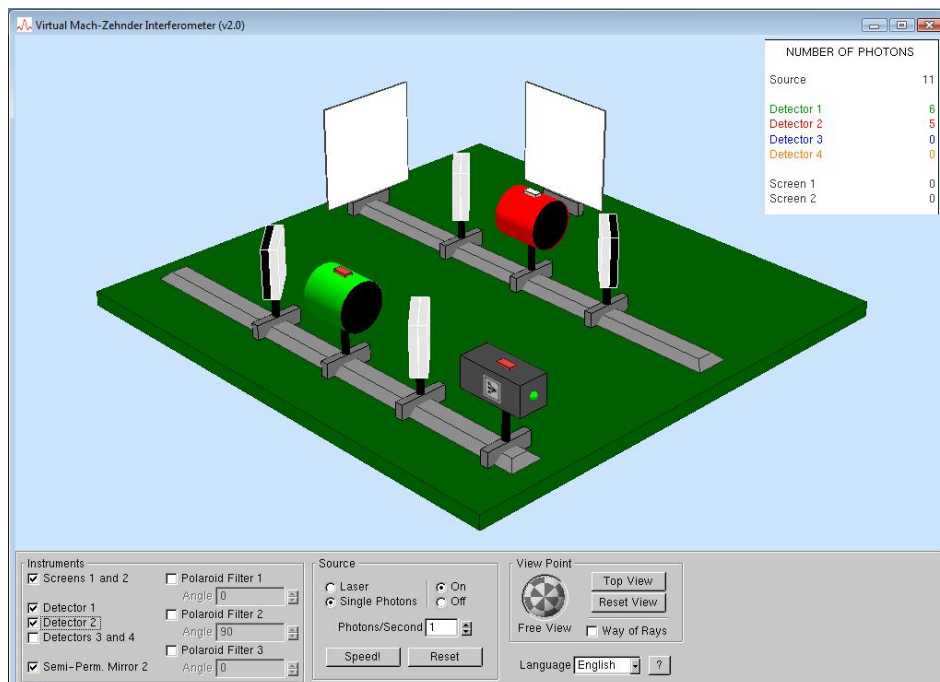 Virtual Mach-Zehnder Interferometer (v2.0)
NUMBER OF PHOTONS
Source 11
Detector 1 6
Detector 2 5
Detector 3 0
Detector 4 0
Screen 1 0
Screen 2 0
Instruments
Screens 1 and 2
Detector 1
Detector 2
Detectors 3 and 4
Semi-Perm. Mirror 2
Polaroid Filter 1
Angle 0
Polaroid Filter 2
Angle 90
Polaroid Filter 3
Angle 0
Source
Laser
Single Photons
On
Off
Photons/Second 1
Speed!
Reset
View Point
Free View
Top View
Reset View
Way of Rays
Language English ?